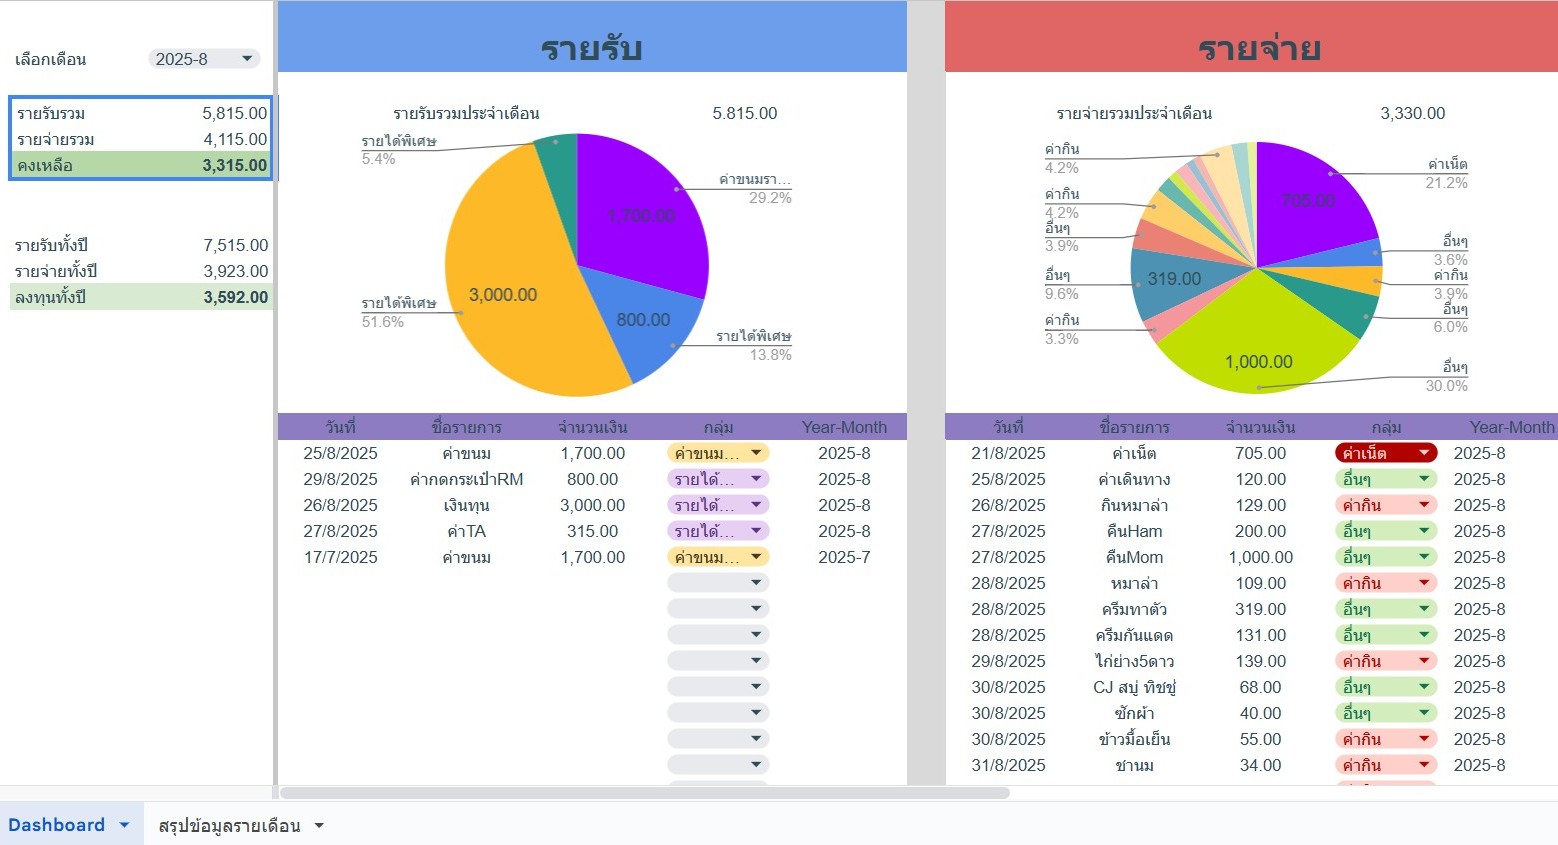 เลือกเดือน 2025-8
รายรับรวม 5,815.00
รายจ่ายรวม 4,115.00
คงเหลือ 3,315.00
รายรับทั้งปี 7,515.00
รายจ่ายทั้งปี 3,923.00
ลงทุนทั้งปี 3,592.00
รายรับ
รายรับรวมประจำเดือน 5.815.00
รายได้พิเศษ
5.4%
ค่าขนมรา…
29.2%
1,700.00
3,000.00
800.00
รายได้พิเศษ
51.6%
รายได้พิเศษ
13.8%
วันที่ ชื่อรายการ จำนวนเงิน กลุ่ม Year-Month
25/8/2025 ค่าขนม 1,700.00 ค่าขนม… 2025-8
29/8/2025 ค่ากดกระเป๋าRM 800.00 รายได้… 2025-8
26/8/2025 เงินทุน 3,000.00 รายได้… 2025-8
27/8/2025 ค่าTA 315.00 รายได้… 2025-8
17/7/2025 ค่าขนม 1,700.00 ค่าขนม… 2025-7
รายจ่าย
รายจ่ายรวมประจำเดือน 3,330.00
ค่ากิน
4.2%
ค่ากิน
4.2%
อื่นๆ
3.9%
อื่นๆ
9.6%
ค่ากิน
3.3%
705.00
319.00
1,000.00
ค่าเน็ต
21.2%
อื่นๆ
3.6%
ค่ากิน
3.9%
อื่นๆ
6.0%
อื่นๆ
30.0%
วันที่ ชื่อรายการ จำนวนเงิน กลุ่ม Year-Month
21/8/2025 ค่าเน็ต 705.00 ค่าเน็ต 2025-8
25/8/2025 ค่าเดินทาง 120.00 อื่นๆ 2025-8
26/8/2025 กินหมาล่า 129.00 ค่ากิน 2025-8
27/8/2025 คืนHam 200.00 อื่นๆ 2025-8
27/8/2025 คืนMom 1,000.00 อื่นๆ 2025-8
28/8/2025 หมาล่า 109.00 ค่ากิน 2025-8
28/8/2025 ครีมทาตัว 319.00 อื่นๆ 2025-8
28/8/2025 ครีมกันแดด 131.00 อื่นๆ 2025-8
29/8/2025 ไก่ย่าง5ดาว 139.00 ค่ากิน 2025-8
30/8/2025 CJ สบู่ ทิชชู่ 68.00 อื่นๆ 2025-8
30/8/2025 ซักผ้า 40.00 อื่นๆ 2025-8
30/8/2025 ข้าวมื้อเย็น 55.00 ค่ากิน 2025-8
31/8/2025 ชานม 34.00 ค่ากิน 2025-8
Dashboard สรุปข้อมูลรายเดือน